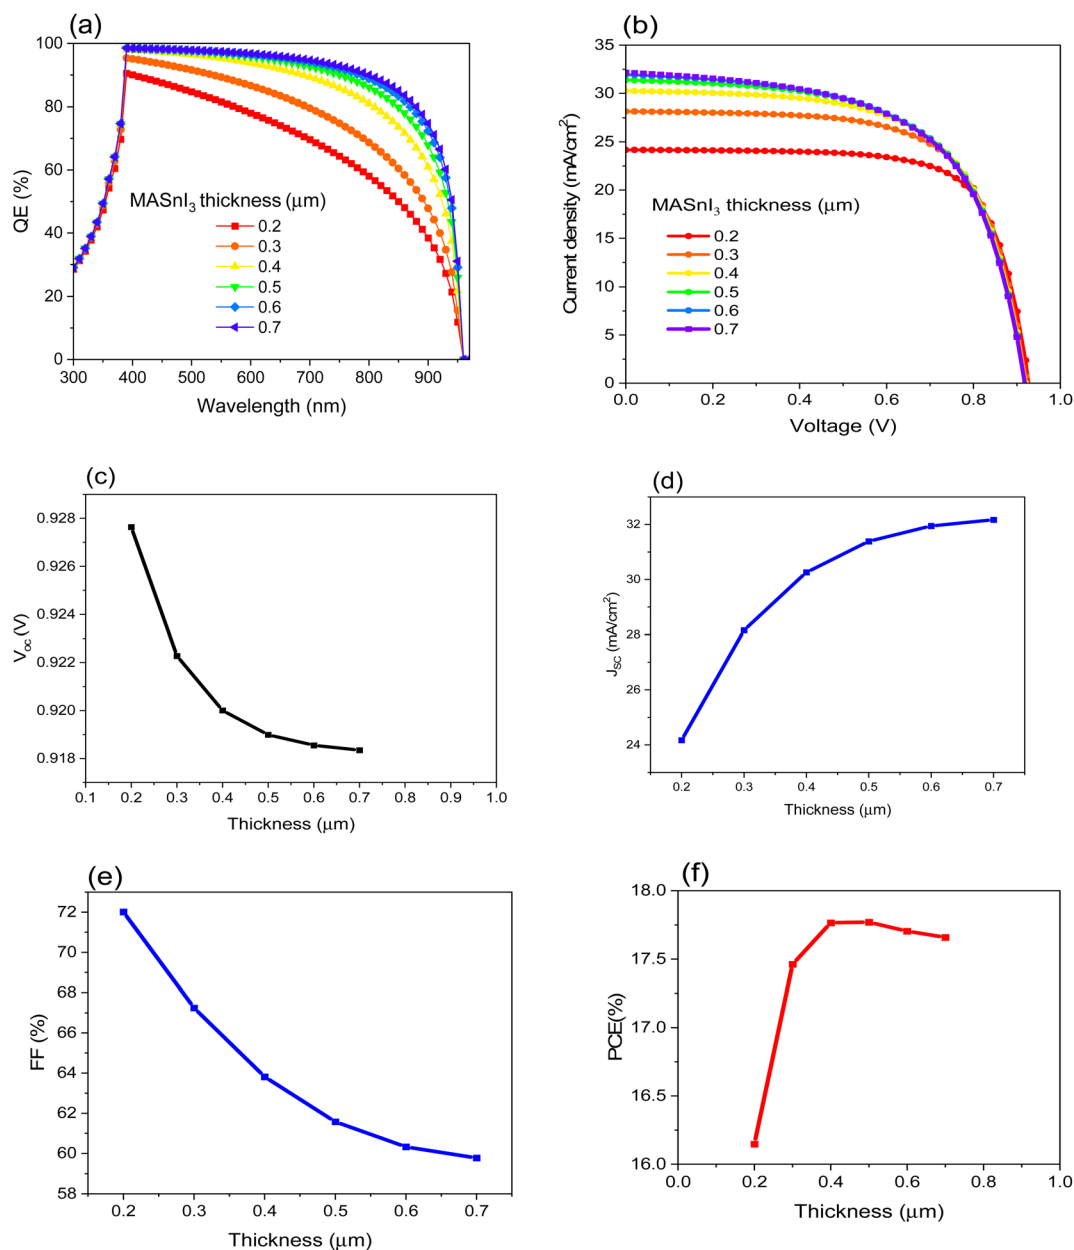 (a)
100
80
60
40
20
0
QE (%)
MASnI₃ thickness (μm)
0.2
0.3
0.4
0.5
0.6
0.7
300 400 500 600 700 800 900
Wavelength (nm)
(b)
35
30
25
20
15
10
5
0
Current density (mA/cm²)
MASnI₃ thickness (μm)
0.2
0.3
0.4
0.5
0.6
0.7
0.0 0.2 0.4 0.6 0.8 1.0
Voltage (V)
(c)
0.928
0.926
0.924
0.922
0.920
0.918
V_oc (V)
0.1 0.2 0.3 0.4 0.5 0.6 0.7 0.8 0.9 1.0
Thickness (μm)
(d)
32
30
28
26
24
J_SC (mA/cm²)
0.2 0.3 0.4 0.5 0.6 0.7
Thickness (μm)
(e)
72
70
68
66
64
62
60
58
FF (%)
0.2 0.3 0.4 0.5 0.6 0.7
Thickness (μm)
(f)
18.0
17.5
17.0
16.5
16.0
PCE(%)
0.0 0.2 0.4 0.6 0.8 1.0
Thickness (μm)